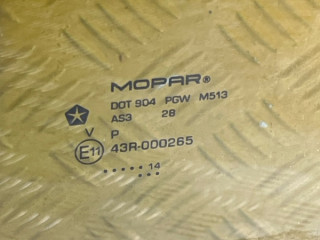 MOPAR®
DOT 904 PGW M513
AS3 28
V P
E11 43R-000265
14